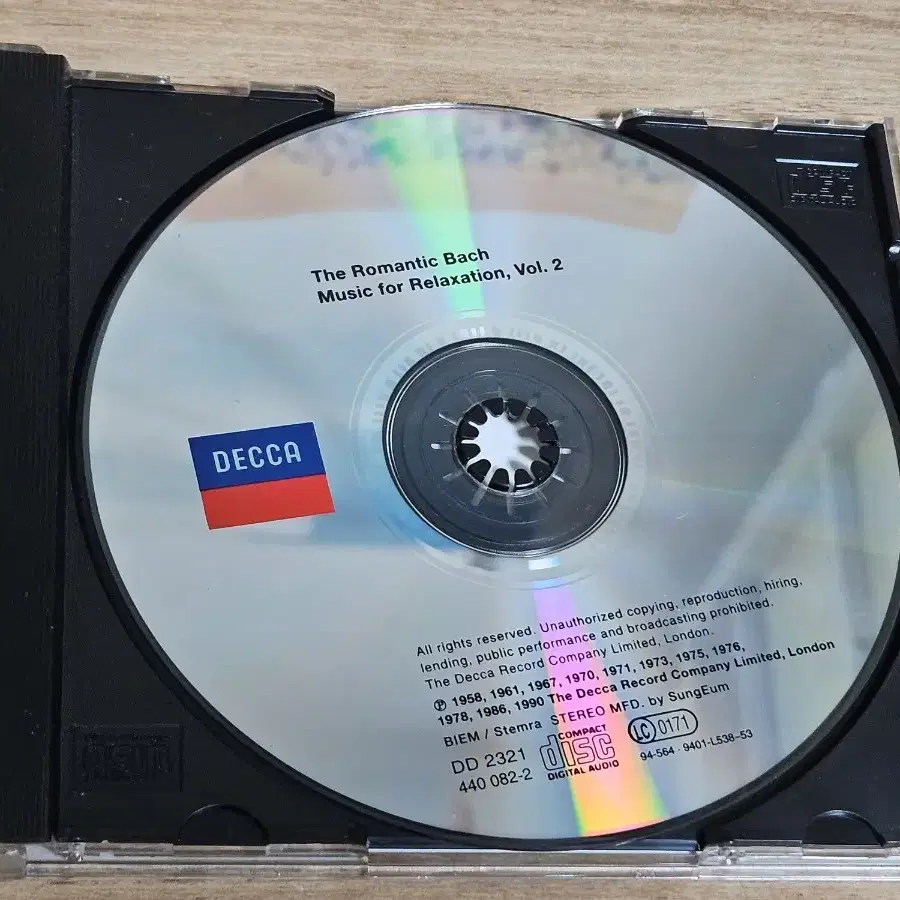 The Romantic Bach
Music for Relaxation, Vol. 2
DECCA
All rights reserved. Unauthorized copying, reproduction, hiring,
lending, public performance and broadcasting prohibited.
The Decca Record Company Limited, London.
℗ 1958, 1961, 1967, 1970, 1971, 1973, 1975, 1976,
1978, 1986, 1990 The Decca Record Company Limited, London
BIEM / Stemra STEREO MFD. by SungEum
DD 2321
440 082-2
COMPACT
disc
DIGITAL AUDIO
LC 0171
94-564 · 9401-L538-53